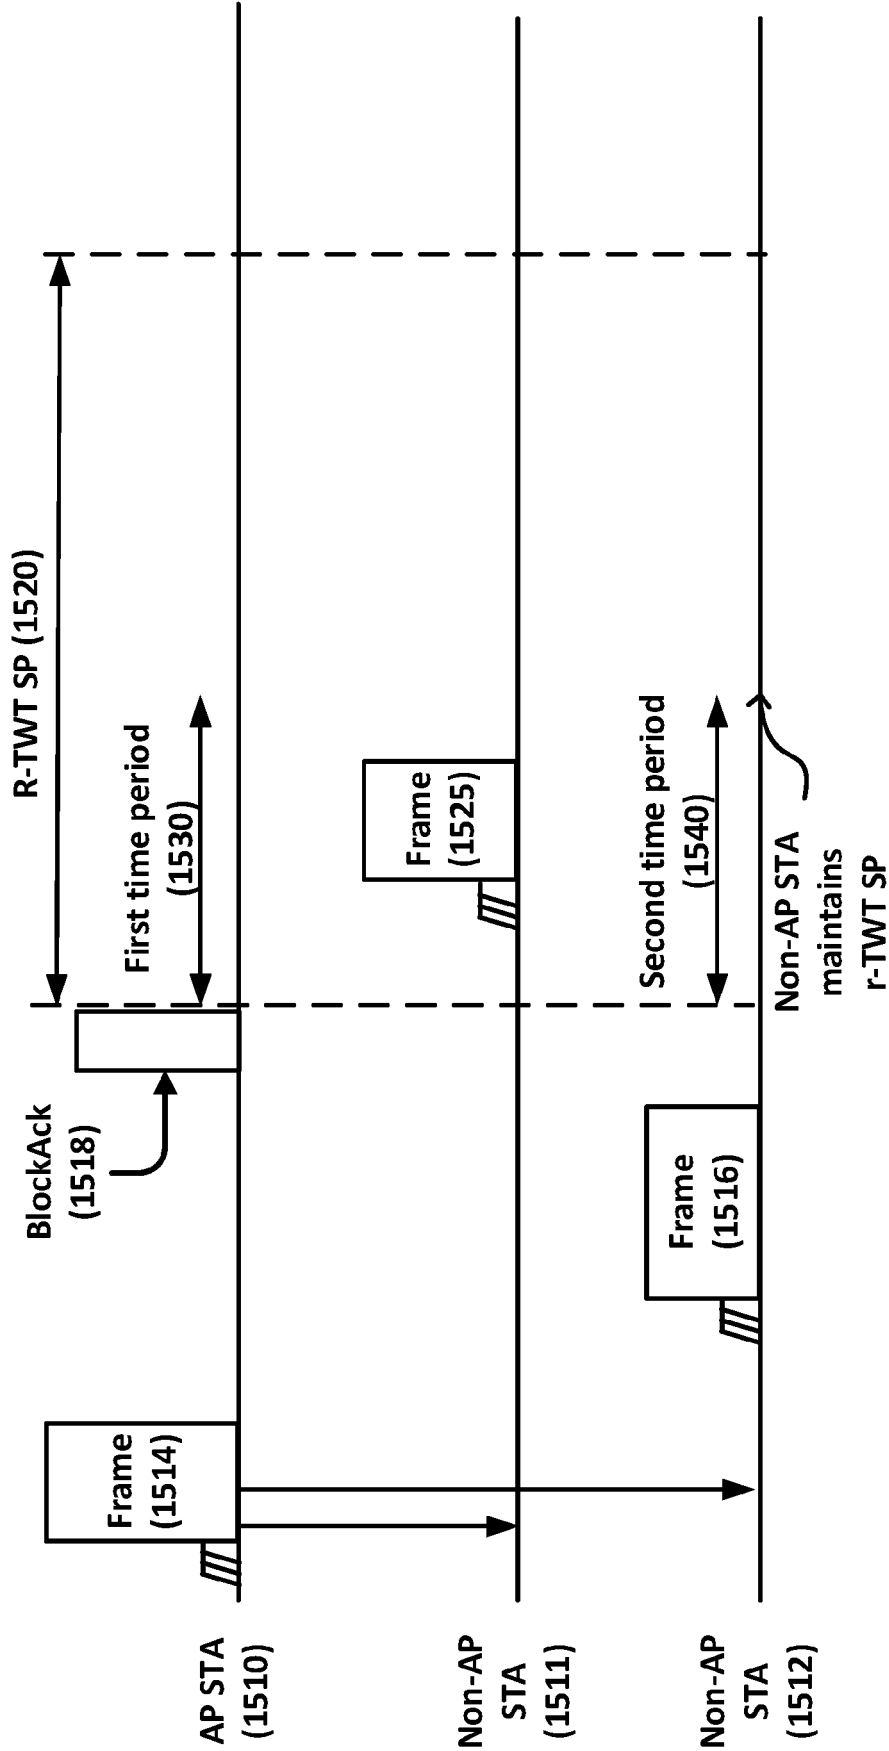 R-TWT SP (1520)
BlockAck
(1518)
First time period
(1530)
Frame
(1514)
AP STA
(1510)
Frame
(1525)
Non-AP
STA
(1511)
Second time period
(1540)
Frame
(1516)
Non-AP
STA
(1512)
Non-AP STA
maintains
r-TWT SP